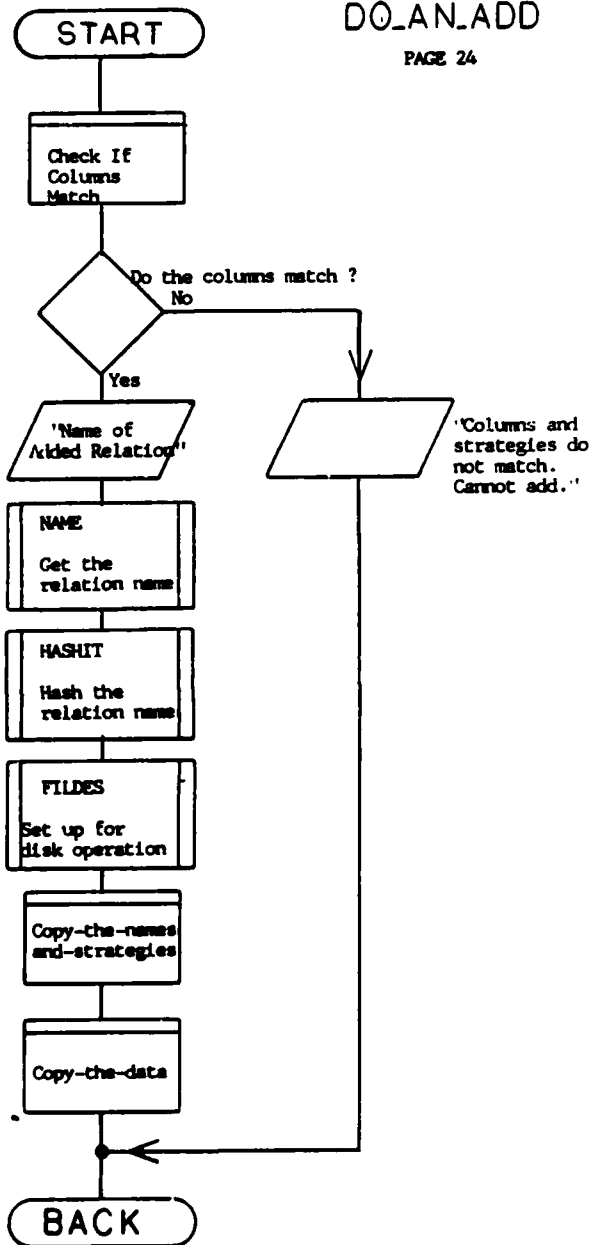 DO_AN_ADD
PAGE 24
START
Check If
Columns
Match
Do the columns match ?
No
Yes
"Name of
Added Relation"
"Columns and
strategies do
not match.
Cannot add."
NAME
Get the
relation name
HASHIT
Hash the
relation name
FILDES
Set up for
disk operation
Copy-the-names
and-strategies
Copy-the-data
BACK